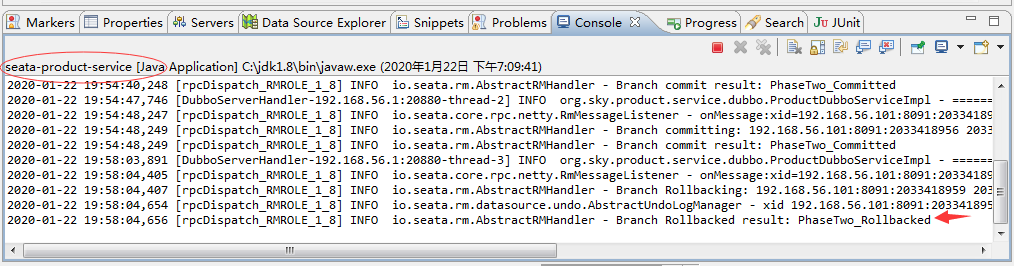 Markers Properties Servers Data Source Explorer Snippets Problems Console Progress Search JUnit
seata-product-service [Java Application] C:\jdk1.8\bin\javaw.exe (2020年1月22日 下午7:09:41)
2020-01-22 19:54:40,248 [rpcDispatch_RMROLE_1_8] INFO io.seata.rm.AbstractRMHandler - Branch commit result: PhaseTwo_Committed
2020-01-22 19:54:47,746 [DubboServerHandler-192.168.56.1:20880-thread-2] INFO org.sky.product.service.dubbo.ProductDubboServiceImpl - =======
2020-01-22 19:54:48,247 [rpcDispatch_RMROLE_1_8] INFO io.seata.core.rpc.netty.RmMessageListener - onMessage:xid=192.168.56.101:8091:20334189
2020-01-22 19:54:48,249 [rpcDispatch_RMROLE_1_8] INFO io.seata.rm.AbstractRMHandler - Branch committing: 192.168.56.101:8091:2033418956 2033
2020-01-22 19:54:48,249 [rpcDispatch_RMROLE_1_8] INFO io.seata.rm.AbstractRMHandler - Branch commit result: PhaseTwo_Committed
2020-01-22 19:58:03,891 [DubboServerHandler-192.168.56.1:20880-thread-3] INFO org.sky.product.service.dubbo.ProductDubboServiceImpl - =======
2020-01-22 19:58:04,405 [rpcDispatch_RMROLE_1_8] INFO io.seata.core.rpc.netty.RmMessageListener - onMessage:xid=192.168.56.101:8091:20334189
2020-01-22 19:58:04,407 [rpcDispatch_RMROLE_1_8] INFO io.seata.rm.AbstractRMHandler - Branch Rollbacking: 192.168.56.101:8091:2033418959 203
2020-01-22 19:58:04,654 [rpcDispatch_RMROLE_1_8] INFO io.seata.rm.datasource.undo.AbstractUndoLogManager - xid 192.168.56.101:8091:203341895
2020-01-22 19:58:04,656 [rpcDispatch_RMROLE_1_8] INFO io.seata.rm.AbstractRMHandler - Branch Rollbacked result: PhaseTwo_Rollbacked